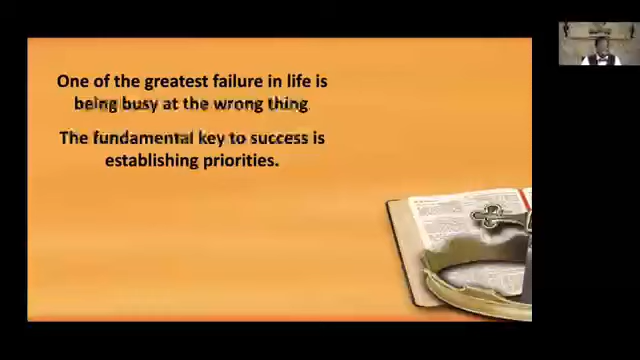 One of the greatest failure in life is
being busy at the wrong thing
The fundamental key to success is
establishing priorities.